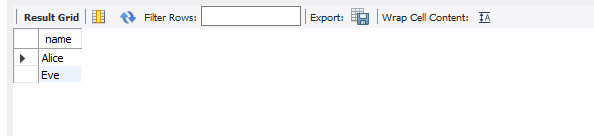 Result Grid Filter Rows: Export: Wrap Cell Content:
name
Alice
Eve